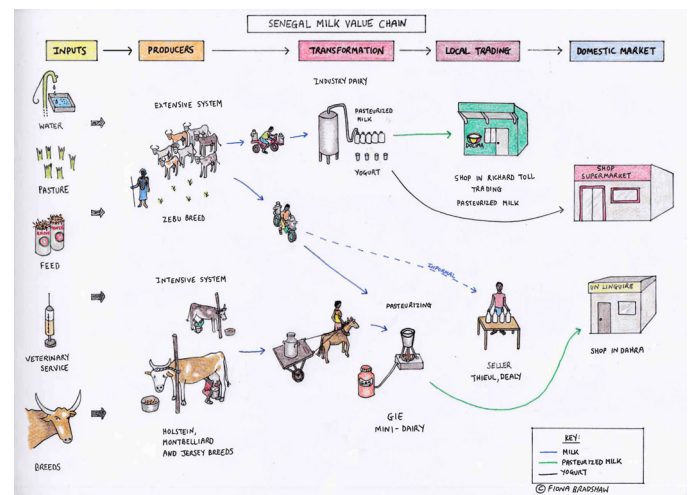 SENEGAL MILK VALUE CHAIN
INPUTS
PRODUCERS
TRANSFORMATION
LOCAL TRADING
DOMESTIC MARKET
WATER
PASTURE
FEED
VETERINARY
SERVICE
BREEDS
EXTENSIVE SYSTEM
ZEBU BREED
INTENSIVE SYSTEM
HOLSTEIN,
MONTBELLIARD
AND JERSEY BREEDS
INDUSTRY DAIRY
PASTEURIZED
MILK
YOGURT
PASTEURIZING
GIE
MINI-DAIRY
SHOP IN RICHARD TOLL
TRADING
PASTEURIZED MILK
INFORMAL
SELLER
THIEUL, DEALY
SHOP
SUPERMARKET
SHOP IN DAHRA
KEY:
MILK
PASTEURIZED MILK
YOGURT
© FIONA BRADSHAW